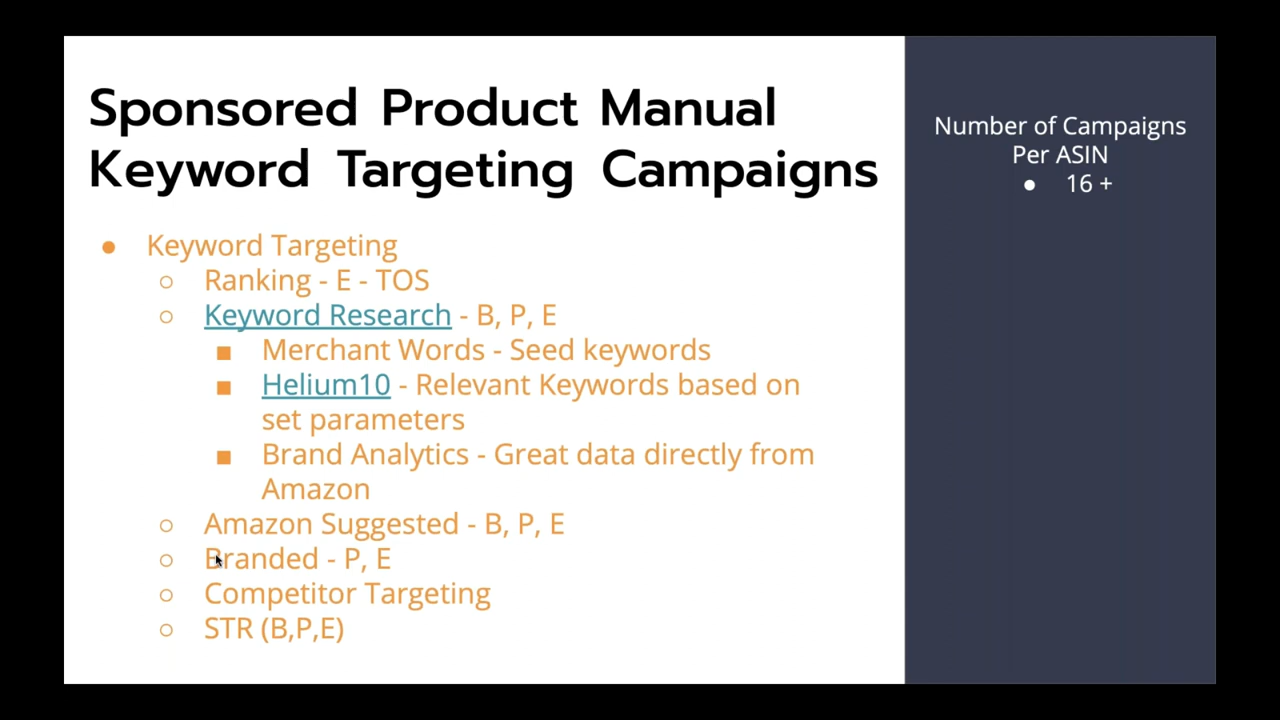 Sponsored Product Manual
Keyword Targeting Campaigns
● Keyword Targeting
○ Ranking - E - TOS
○ Keyword Research - B, P, E
■ Merchant Words - Seed keywords
■ Helium10 - Relevant Keywords based on
set parameters
■ Brand Analytics - Great data directly from
Amazon
○ Amazon Suggested - B, P, E
○ Branded - P, E
○ Competitor Targeting
○ STR (B,P,E)
Number of Campaigns
Per ASIN
● 16 +